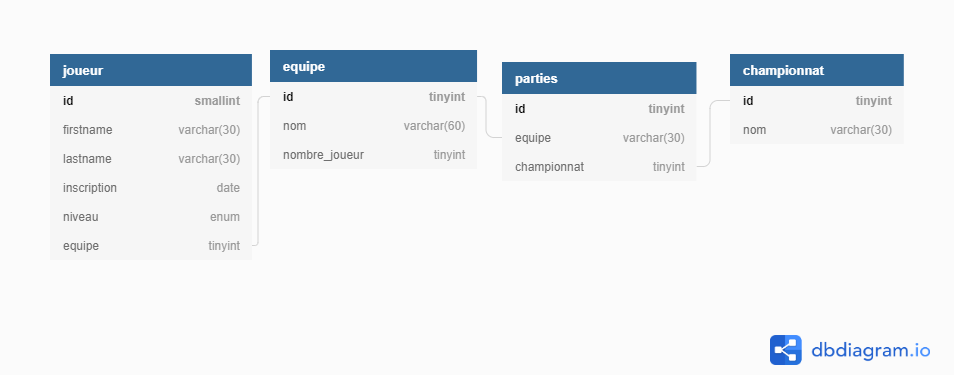 joueur
id smallint
firstname varchar(30)
lastname varchar(30)
inscription date
niveau enum
equipe tinyint
equipe
id tinyint
nom varchar(60)
nombre_joueur tinyint
parties
id tinyint
equipe varchar(30)
championnat tinyint
championnat
id tinyint
nom varchar(30)
dbdiagram.io